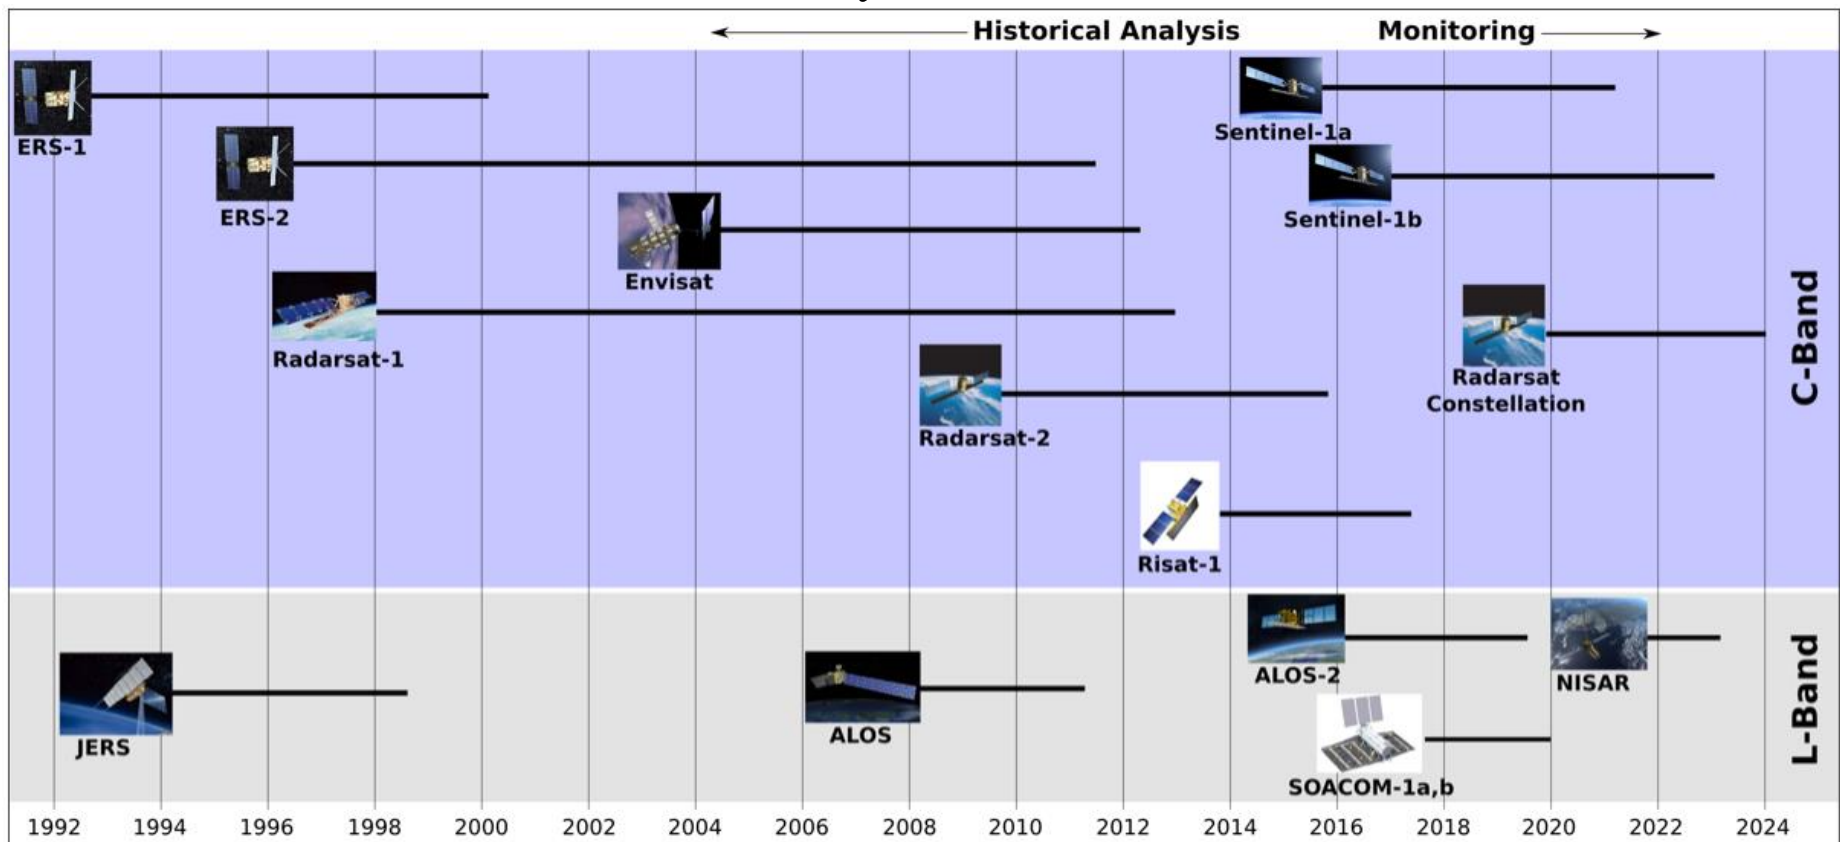 Historical Analysis
Monitoring
ERS-1
Sentinel-1a
ERS-2
Sentinel-1b
Envisat
Radarsat-1
Radarsat
Constellation
Radarsat-2
Risat-1
C-Band
ALOS-2
NISAR
JERS
ALOS
SOACOM-1a,b
L-Band
1992 1994 1996 1998 2000 2002 2004 2006 2008 2010 2012 2014 2016 2018 2020 2022 2024